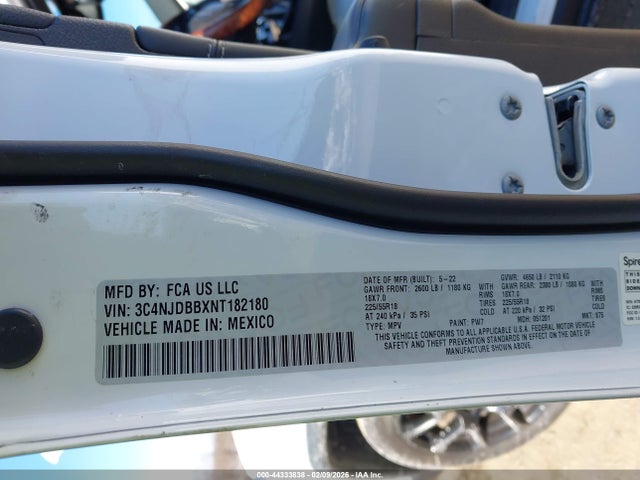 MFD BY: FCA US LLC
VIN: 3C4NJDBBXNT182180
VEHICLE MADE IN: MEXICO
DATE OF MFR (BUILT): 5-22
GVWR: 4650 LB / 2110 KG
GAWR FRONT: 2600 LB / 1180 KG WITH
GAWR REAR: 2380 LB / 1080 KG WITH
18X7.0 RIMS
18X7.0 RIMS
225/55R18 TIRES
225/55R18 TIRES
AT 240 kPa / 35 PSI COLD
AT 220 kPa / 32 PSI COLD
TYPE: MPV PAINT: PW7 MDH: 051201 MKT: 976
THIS VEHICLE CONFORMS TO ALL APPLICABLE U.S.A. FEDERAL MOTOR VEHICLE
SAFETY AND THEFT PREVENTION STANDARDS IN EFFECT ON THE DATE OF MANUFACTURE
SHOWN ABOVE.
000-44333838 - 02/09/2026 - IAA Inc.